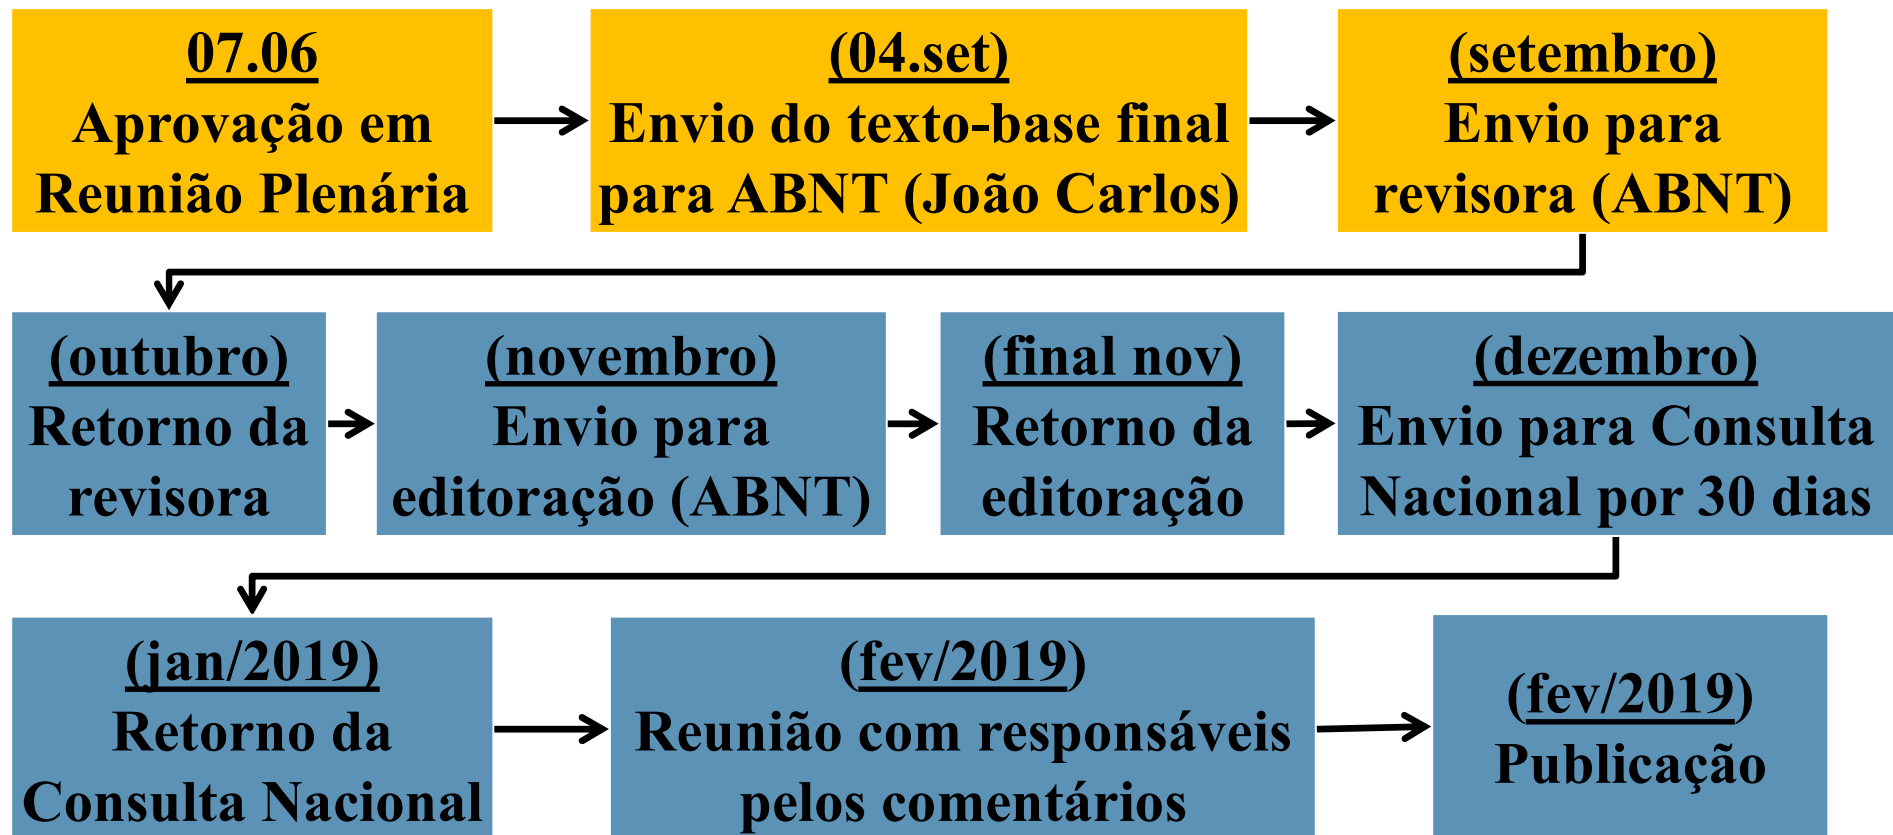 07.06
Aprovação em
Reunião Plenária
(04.set)
Envio do texto-base final
para ABNT (João Carlos)
(setembro)
Envio para
revisora (ABNT)
(outubro)
Retorno da
revisora
(novembro)
Envio para
editoração (ABNT)
(final nov)
Retorno da
editoração
(dezembro)
Envio para Consulta
Nacional por 30 dias
(jan/2019)
Retorno da
Consulta Nacional
(fev/2019)
Reunião com responsáveis
pelos comentários
(fev/2019)
Publicação